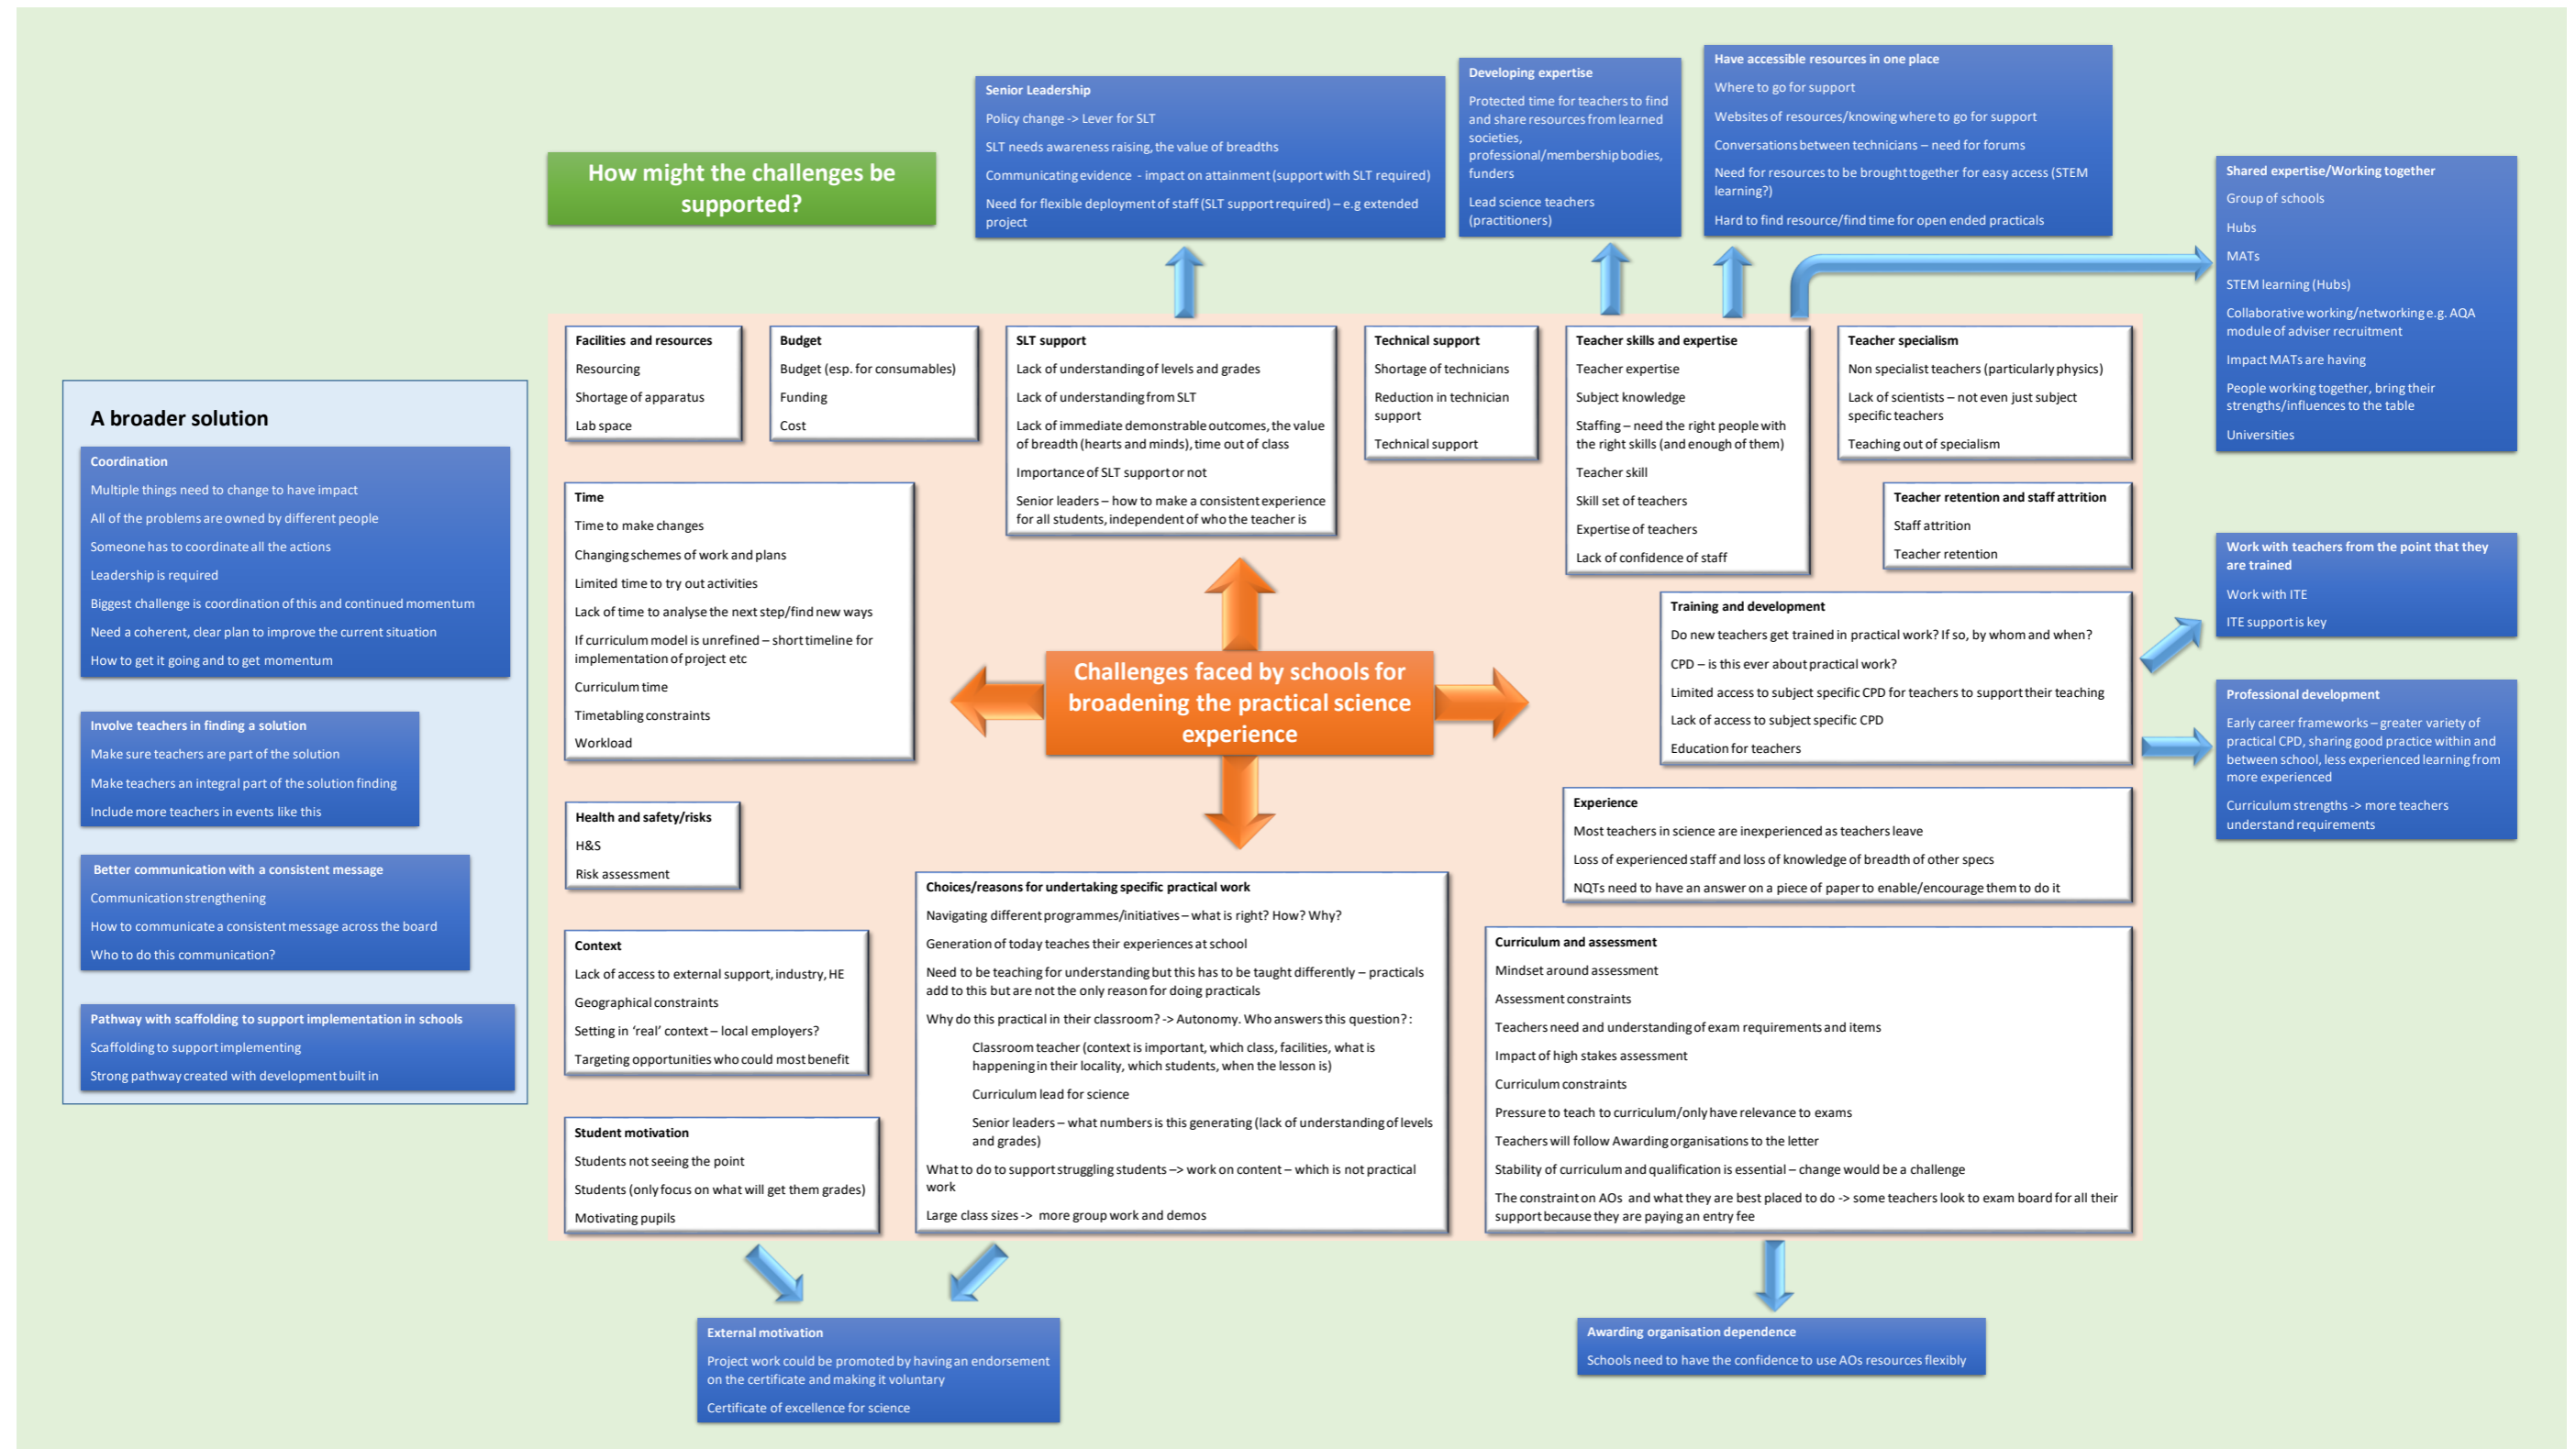 How might the challenges be
supported?
Senior Leadership
Policy change -> Lever for SLT
SLT needs awareness raising, the value of breadths
Communicating evidence - impact on attainment (support with SLT required)
Need for flexible deployment of staff (SLT support required) – e.g extended
project
Developing expertise
Protected time for teachers to find
and share resources from learned
societies,
professional/membership bodies,
funders
Lead science teachers
(practitioners)
Have accessible resources in one place
Where to go for support
Websites of resources/knowing where to go for support
Conversations between technicians – need for forums
Need for resources to be brought together for easy access (STEM
learning?)
Hard to find resource/find time for open ended practicals
Shared expertise/Working together
Group of schools
Hubs
MATs
STEM learning (Hubs)
Collaborative working/networking e.g. AQA
module of adviser recruitment
Impact MATs are having
People working together, bring their
strengths/influences to the table
Universities
A broader solution
Coordination
Multiple things need to change to have impact
All of the problems are owned by different people
Someone has to coordinate all the actions
Leadership is required
Biggest challenge is coordination of this and continued momentum
Need a coherent, clear plan to improve the current situation
How to get it going and to get momentum
Involve teachers in finding a solution
Make sure teachers are part of the solution
Make teachers an integral part of the solution finding
Include more teachers in events like this
Better communication with a consistent message
Communication strengthening
How to communicate a consistent message across the board
Who to do this communication?
Pathway with scaffolding to support implementation in schools
Scaffolding to support implementing
Strong pathway created with development built in
Facilities and resources
Resourcing
Shortage of apparatus
Lab space
Budget
Budget (esp. for consumables)
Funding
Cost
SLT support
Lack of understanding of levels and grades
Lack of understanding from SLT
Lack of immediate demonstrable outcomes, the value
of breadth (hearts and minds), time out of class
Importance of SLT support or not
Senior leaders – how to make a consistent experience
for all students, independent of who the teacher is
Technical support
Shortage of technicians
Reduction in technician
support
Technical support
Teacher skills and expertise
Teacher expertise
Subject knowledge
Staffing – need the right people with
the right skills (and enough of them)
Teacher skill
Skill set of teachers
Expertise of teachers
Lack of confidence of staff
Teacher specialism
Non specialist teachers (particularly physics)
Lack of scientists – not even just subject
specific teachers
Teaching out of specialism
Teacher retention and staff attrition
Staff attrition
Teacher retention
Time
Time to make changes
Changing schemes of work and plans
Limited time to try out activities
Lack of time to analyse the next step/find new ways
If curriculum model is unrefined – short timeline for
implementation of project etc
Curriculum time
Timetabling constraints
Workload
Challenges faced by schools for
broadening the practical science
experience
Training and development
Do new teachers get trained in practical work? If so, by whom and when?
CPD – is this ever about practical work?
Limited access to subject specific CPD for teachers to support their teaching
Lack of access to subject specific CPD
Education for teachers
Work with teachers from the point that they
are trained
Work with ITE
ITE support is key
Professional development
Early career frameworks – greater variety of
practical CPD, sharing good practice within and
between school, less experienced learning from
more experienced
Curriculum strengths -> more teachers
understand requirements
Health and safety/risks
H&S
Risk assessment
Experience
Most teachers in science are inexperienced as teachers leave
Loss of experienced staff and loss of knowledge of breadth of other specs
NQTs need to have an answer on a piece of paper to enable/encourage them to do it
Context
Lack of access to external support, industry, HE
Geographical constraints
Setting in ‘real’ context – local employers?
Targeting opportunities who could most benefit
Choices/reasons for undertaking specific practical work
Navigating different programmes/initiatives – what is right? How? Why?
Generation of today teaches their experiences at school
Need to be teaching for understanding but this has to be taught differently – practicals
add to this but are not the only reason for doing practicals
Why do this practical in their classroom? -> Autonomy. Who answers this question? :
Classroom teacher (context is important, which class, facilities, what is
happening in their locality, which students, when the lesson is)
Curriculum lead for science
Senior leaders – what numbers is this generating (lack of understanding of levels
and grades)
What to do to support struggling students –> work on content – which is not practical
work
Large class sizes -> more group work and demos
Curriculum and assessment
Mindset around assessment
Assessment constraints
Teachers need and understanding of exam requirements and items
Impact of high stakes assessment
Curriculum constraints
Pressure to teach to curriculum/only have relevance to exams
Teachers will follow Awarding organisations to the letter
Stability of curriculum and qualification is essential – change would be a challenge
The constraint on AOs and what they are best placed to do -> some teachers look to exam board for all their
support because they are paying an entry fee
Student motivation
Students not seeing the point
Students (only focus on what will get them grades)
Motivating pupils
External motivation
Project work could be promoted by having an endorsement
on the certificate and making it voluntary
Certificate of excellence for science
Awarding organisation dependence
Schools need to have the confidence to use AOs resources flexibly